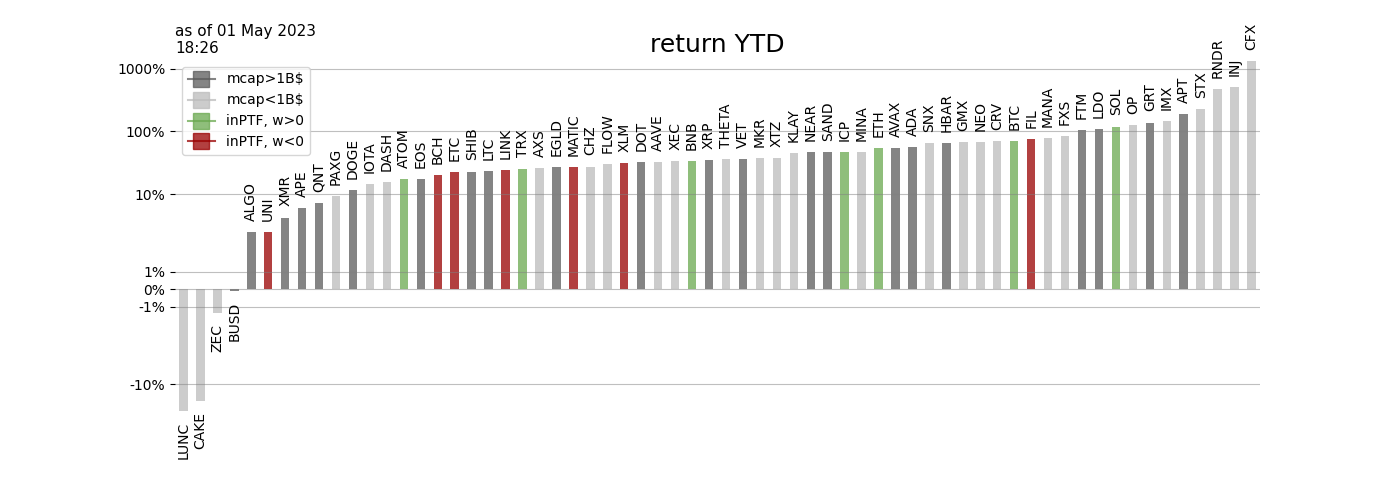 as of 01 May 2023
18:26
return YTD
mcap>1B$
mcap<1B$
inPTF, w>0
inPTF, w<0
1000%
100%
10%
1%
0%
-1%
-10%
LUNC
CAKE
ZEC
BUSD
ALGO
UNI
XMR
APE
QNT
PAXG
DOGE
IOTA
DASH
ATOM
EOS
BCH
ETC
SHIB
LTC
LINK
TRX
AXS
EGLD
MATIC
CHZ
FLOW
XLM
DOT
AAVE
XEC
BNB
XRP
THETA
VET
MKR
XTZ
KLAY
NEAR
SAND
ICP
MINA
ETH
AVAX
ADA
SNX
HBAR
GMX
NEO
CRV
BTC
FIL
MANA
FXS
FTM
LDO
SOL
OP
GRT
IMX
APT
STX
RNDR
INJ
CFX